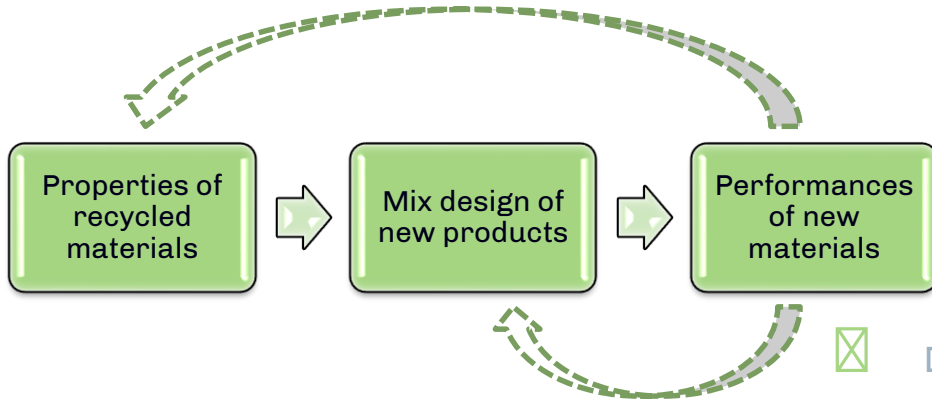 Properties of
recycled
materials
Mix design of
new products
Performances
of new
materials